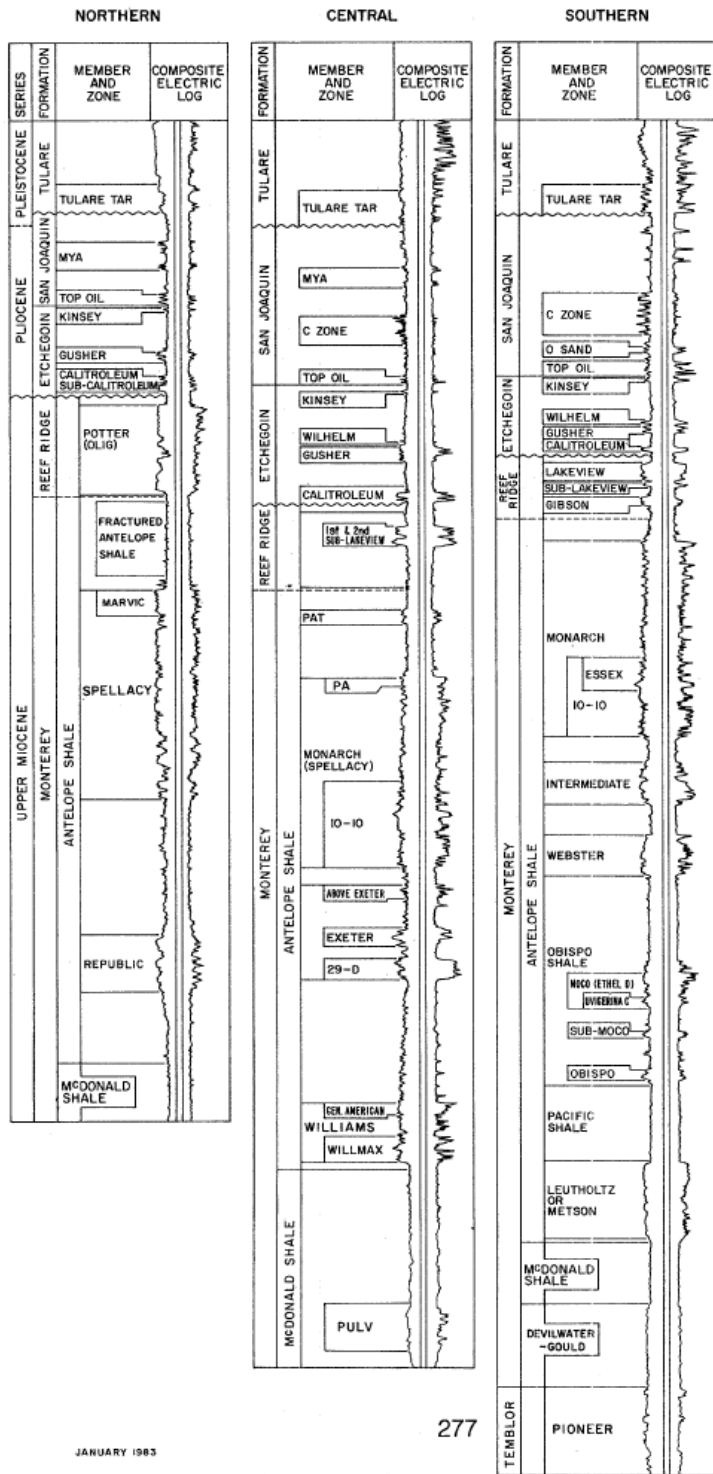 NORTHERN
SERIES
FORMATION
MEMBER
AND
ZONE
COMPOSITE
ELECTRIC
LOG
PLEISTOCENE
PLIOCENE
UPPER MIOCENE
TULARE
SAN JOAQUIN
ETCHEGOIN
REEF RIDGE
MONTEREY
ANTELOPE SHALE
TULARE TAR
MYA
TOP OIL
KINSEY
GUSHER
CALITROLEUM
SUB-CALITROLEUM
POTTER
(OLIG)
FRACTURED
ANTELOPE
SHALE
MARVIC
SPELLACY
REPUBLIC
McDONALD
SHALE
CENTRAL
FORMATION
MEMBER
AND
ZONE
COMPOSITE
ELECTRIC
LOG
TULARE
SAN JOAQUIN
ETCHEGOIN
REEF RIDGE
MONTEREY
ANTELOPE SHALE
McDONALD SHALE
TULARE TAR
MYA
C ZONE
TOP OIL
KINSEY
WILHELM
GUSHER
CALITROLEUM
1st & 2nd
SUB-LAKEVIEW
PAT
PA
MONARCH
(SPELLACY)
10-10
ABOVE EXETER
EXETER
29-D
GEN. AMERICAN
WILLIAMS
WILLMAX
PULV
SOUTHERN
FORMATION
MEMBER
AND
ZONE
COMPOSITE
ELECTRIC
LOG
TULARE
SAN JOAQUIN
ETCHEGOIN
REEF
RIDGE
MONTEREY
TEMBLOR
ANTELOPE SHALE
TULARE TAR
C ZONE
O SAND
TOP OIL
KINSEY
WILHELM
GUSHER
CALITROLEUM
LAKEVIEW
SUB-LAKEVIEW
GIBSON
MONARCH
ESSEX
10-10
INTERMEDIATE
WEBSTER
OBISPO
SHALE
MOCO (ETHEL D)
UVIGERINA C
SUB-MOCO
OBISPO
PACIFIC
SHALE
LEUTHOLTZ
OR
METSON
McDONALD
SHALE
DEVILWATER
-GOULD
PIONEER
277
JANUARY 1983